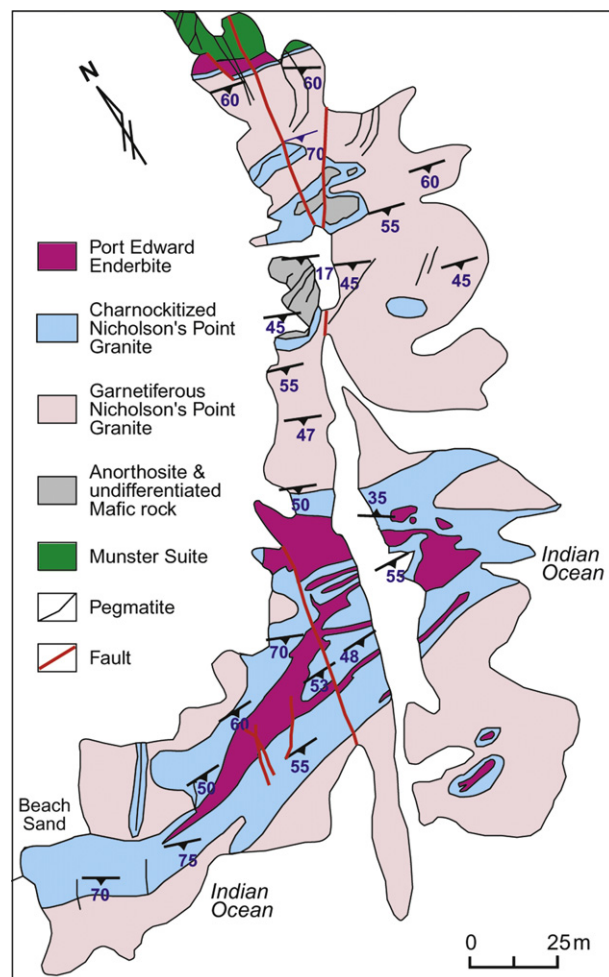 N
60
60
70
60
55
17
45
45
45
55
47
50
35
55
70
48
53
60
55
50
75
70
Port Edward
Enderbite
Charnockitized
Nicholson's Point
Granite
Garnetiferous
Nicholson's Point
Granite
Anorthosite &
undifferentiated
Mafic rock
Munster Suite
Pegmatite
Fault
Indian
Ocean
Beach
Sand
Indian
Ocean
0 25 m